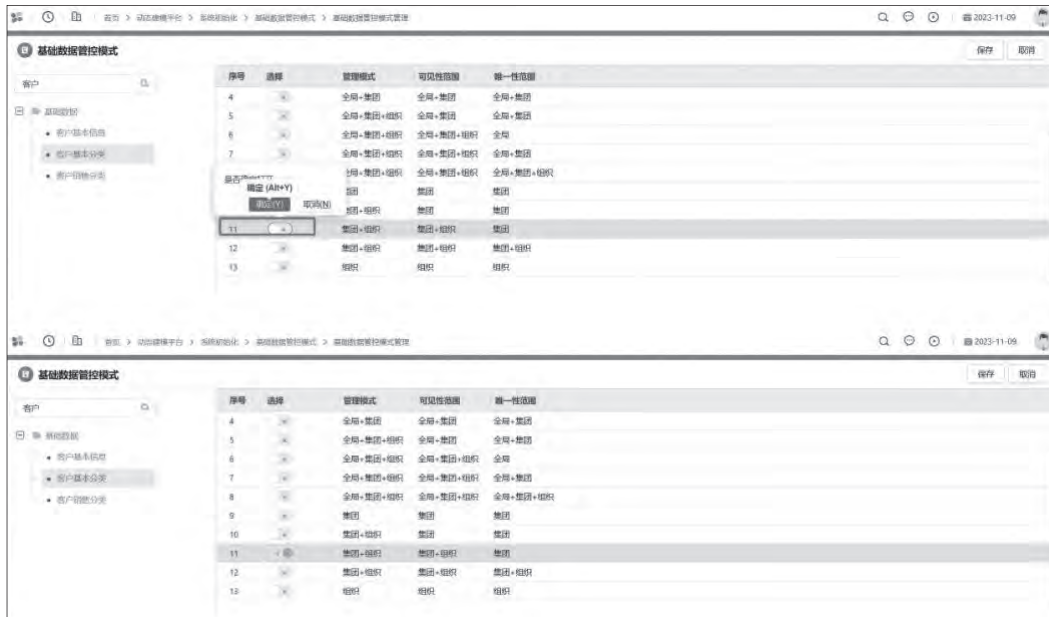 首页 > 动态建模平台 > 系统初始化 > 基础数据管控模式 > 基础数据管控模式管理 2023-11-09
基础数据管控模式 保存 取消
客户
序号 选择 管理模式 可见性范围 唯一性范围
基础数据
客户基本信息
客户基本分类
客户销售分类
4 全局+集团 全局+集团 全局+集团
5 全局+集团+组织 全局+集团 全局+集团
6 全局+集团+组织 全局+集团+组织 全局
7 全局+集团+组织 全局+集团+组织 全局+集团
局+集团+组织 全局+集团+组织 全局+集团+组织
是否
确定 (Alt+Y)
集团 集团 集团
确定(Y) 取消(N)
集团+组织 集团 集团
11 集团+组织 集团+组织 集团
12 集团+组织 集团+组织 集团+组织
13 组织 组织 组织
首页 > 动态建模平台 > 系统初始化 > 基础数据管控模式 > 基础数据管控模式管理 2023-11-09
基础数据管控模式 保存 取消
客户
序号 选择 管理模式 可见性范围 唯一性范围
基础数据
客户基本信息
客户基本分类
客户销售分类
4 全局+集团 全局+集团 全局+集团
5 全局+集团+组织 全局+集团 全局+集团
6 全局+集团+组织 全局+集团+组织 全局
7 全局+集团+组织 全局+集团+组织 全局+集团
8 全局+集团+组织 全局+集团+组织 全局+集团+组织
9 集团 集团 集团
10 集团+组织 集团 集团
11 集团+组织 集团+组织 集团
12 集团+组织 集团+组织 集团+组织
13 组织 组织 组织